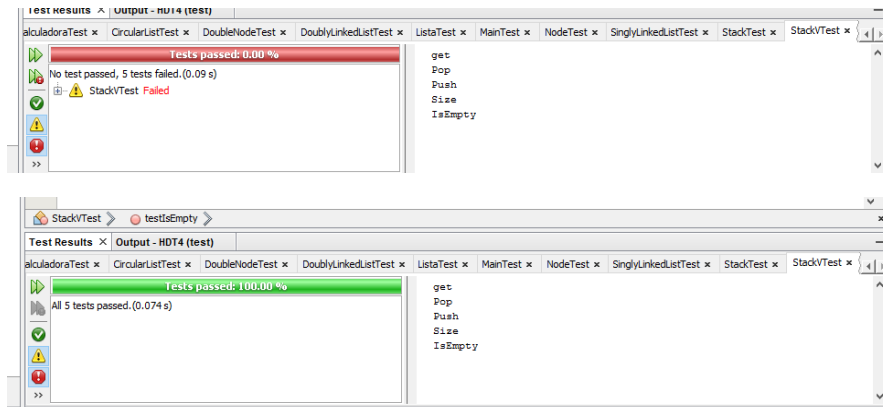 Test Results × Output - HDT4 (test)
alculadoraTest × CircularListTest × DoubleNodeTest × DoublyLinkedListTest × ListaTest × MainTest × NodeTest × SinglyLinkedListTest × StackTest × StackVTest ×
Tests passed: 0.00 %
No test passed, 5 tests failed.(0.09 s)
StackVTest Failed
get
Pop
Push
Size
IsEmpty
>>
StackVTest testIsEmpty
Test Results × Output - HDT4 (test)
alculadoraTest × CircularListTest × DoubleNodeTest × DoublyLinkedListTest × ListaTest × MainTest × NodeTest × SinglyLinkedListTest × StackTest × StackVTest ×
Tests passed: 100.00 %
All 5 tests passed.(0.074 s)
get
Pop
Push
Size
IsEmpty
>>